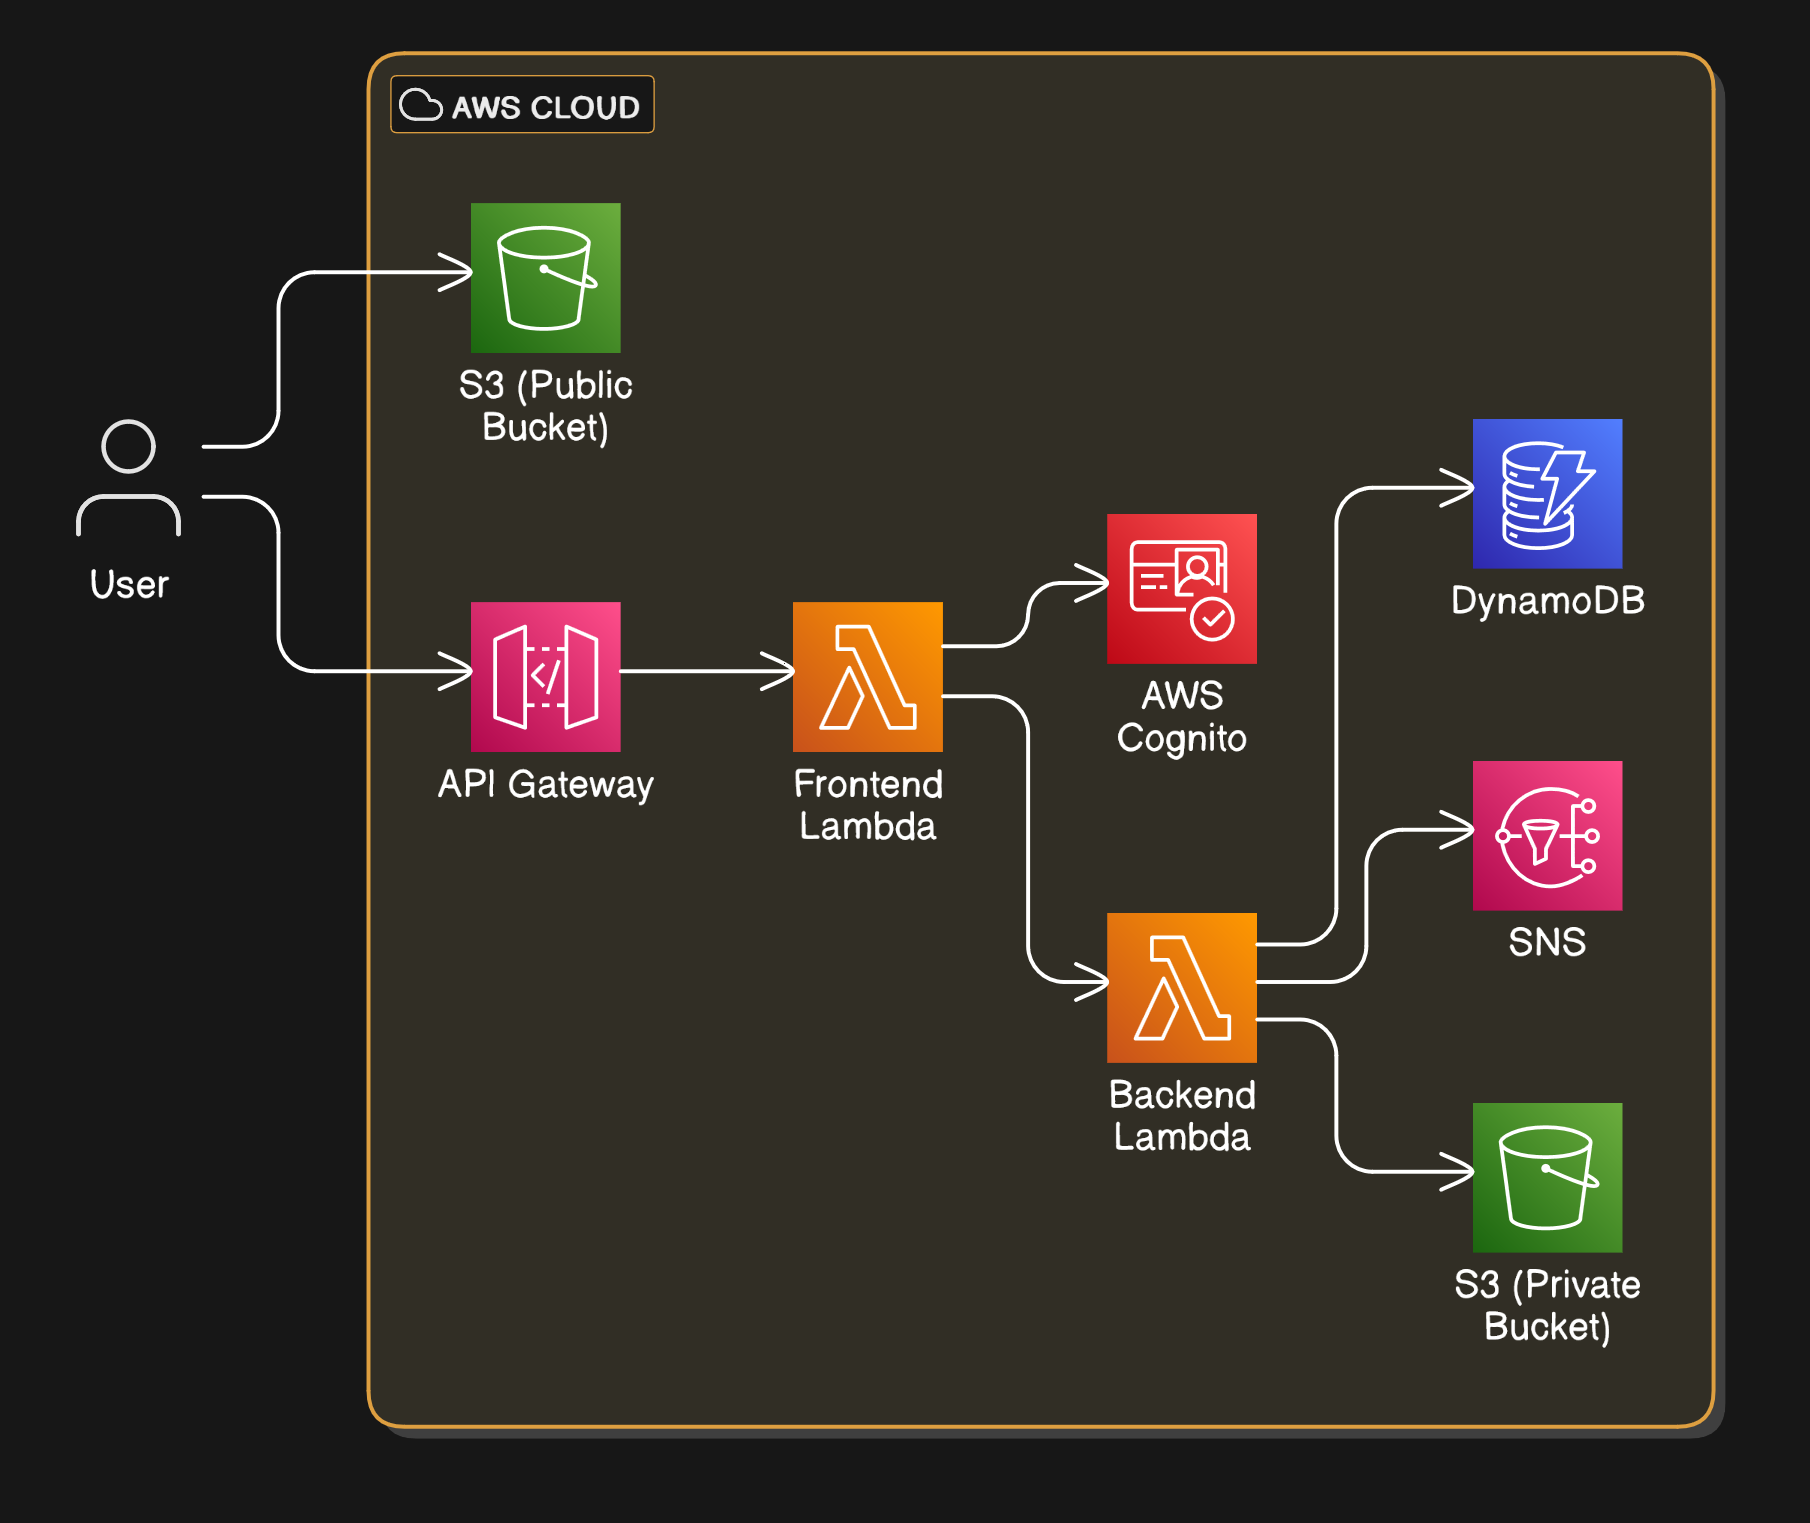 AWS CLOUD
S3 (Public
Bucket)
User
API Gateway
Frontend
Lambda
AWS
Cognito
Backend
Lambda
DynamoDB
SNS
S3 (Private
Bucket)